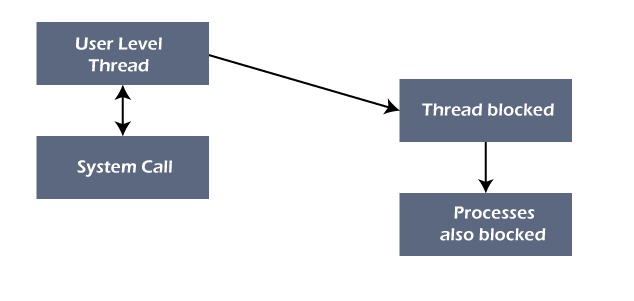 User Level
Thread
System Call
Thread blocked
Processes
also blocked